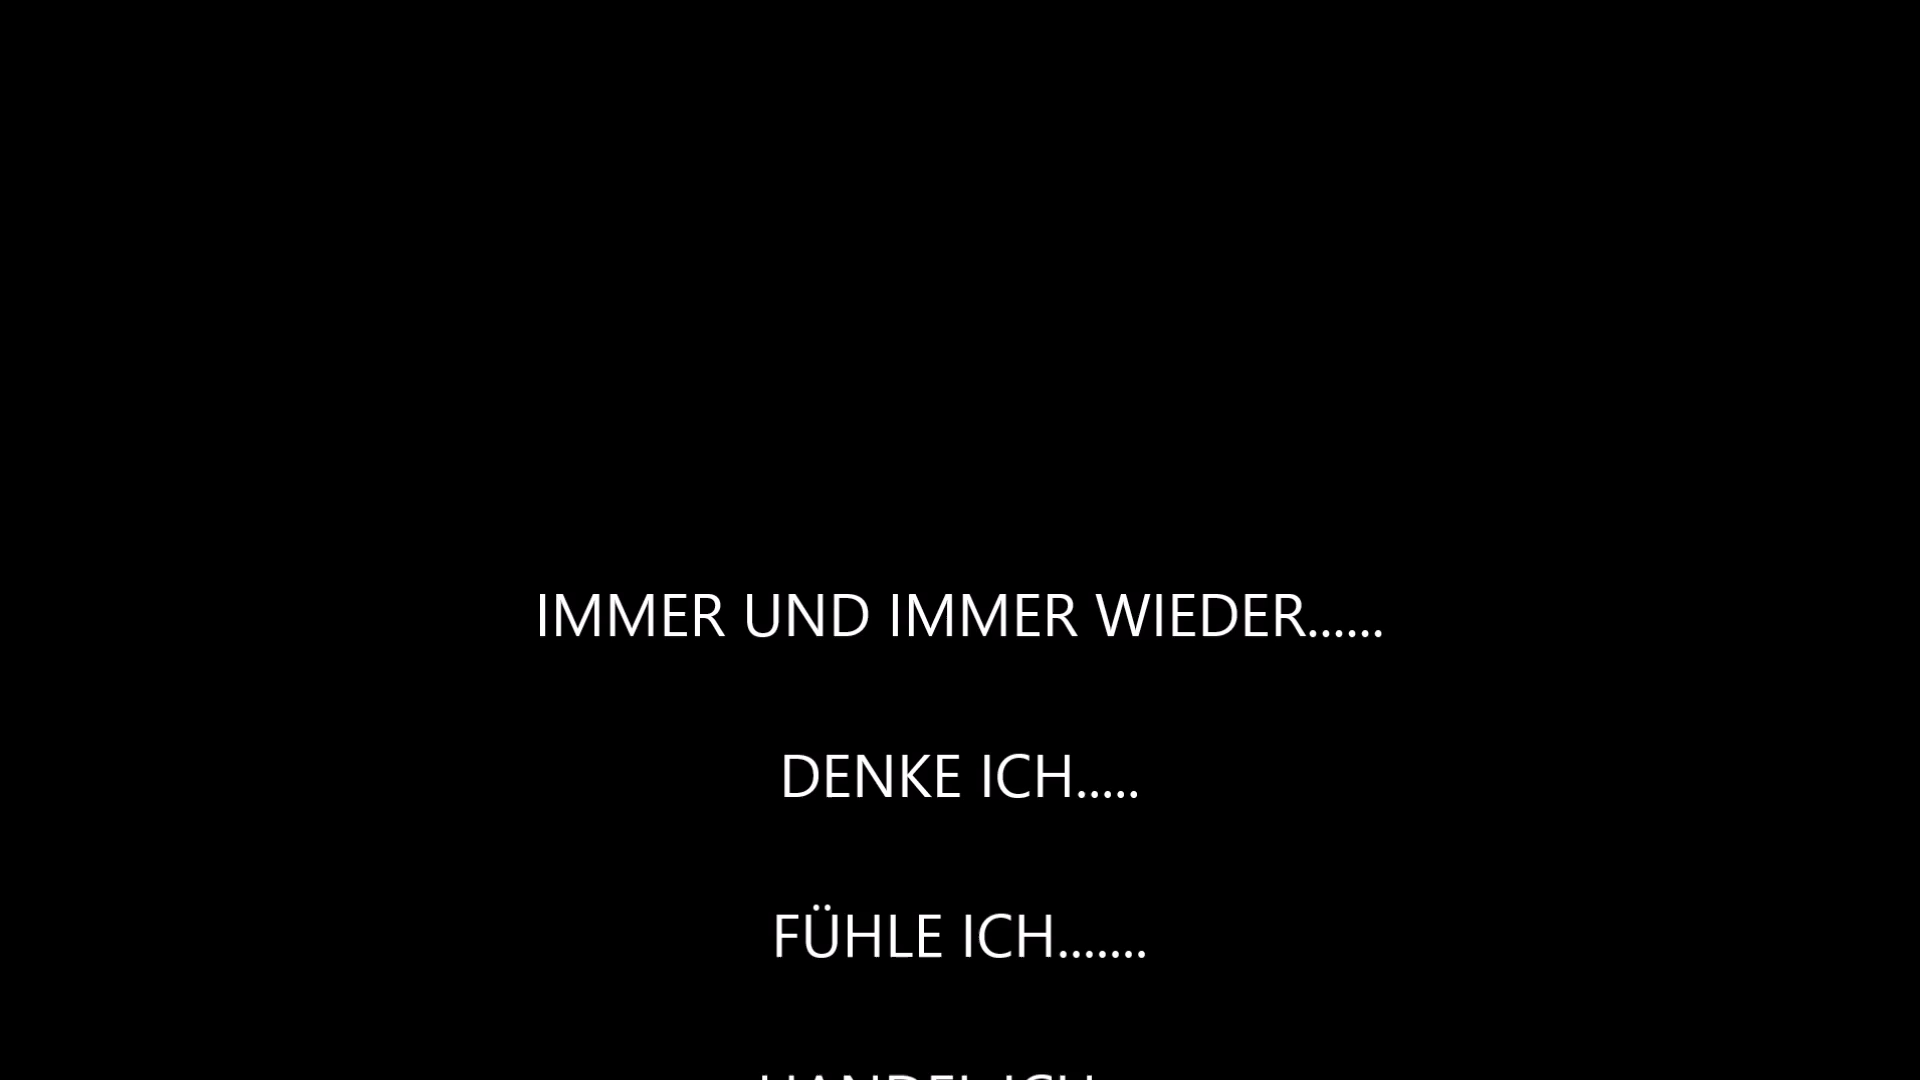 IMMER UND IMMER WIEDER......
DENKE ICH.....
FÜHLE ICH.......